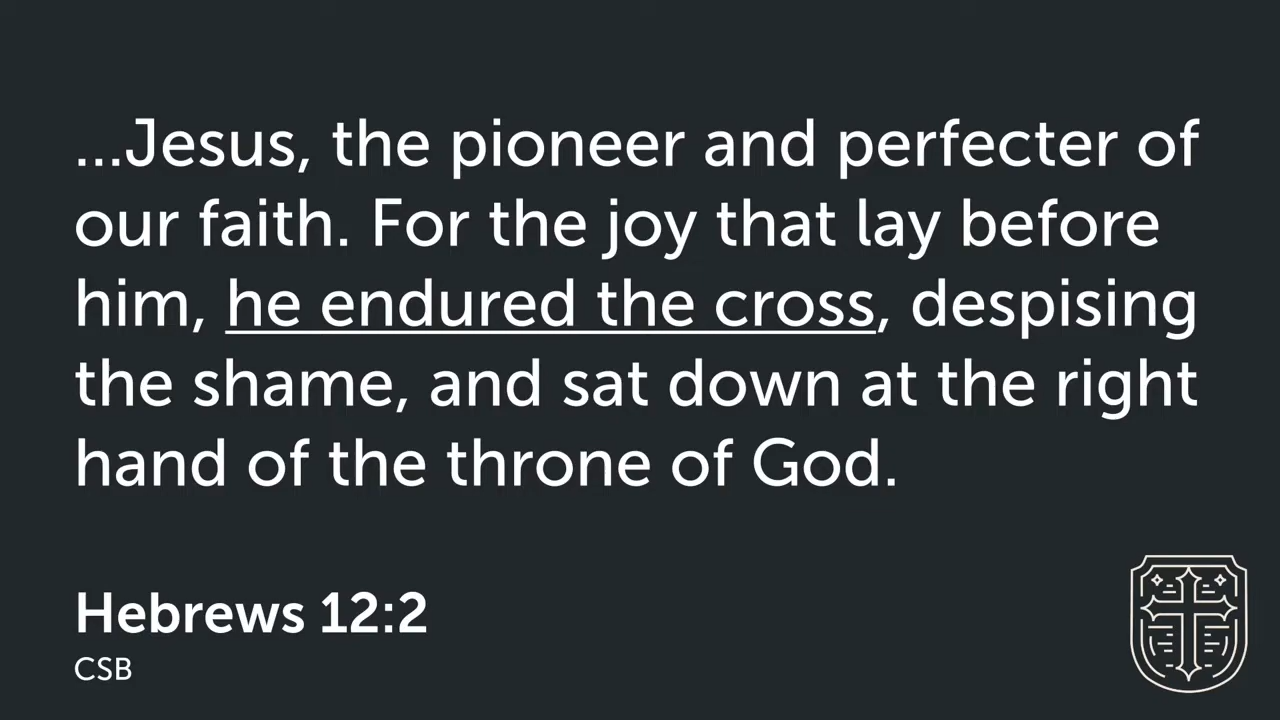 ...Jesus, the pioneer and perfecter of
our faith. For the joy that lay before
him, he endured the cross, despising
the shame, and sat down at the right
hand of the throne of God.
Hebrews 12:2
CSB